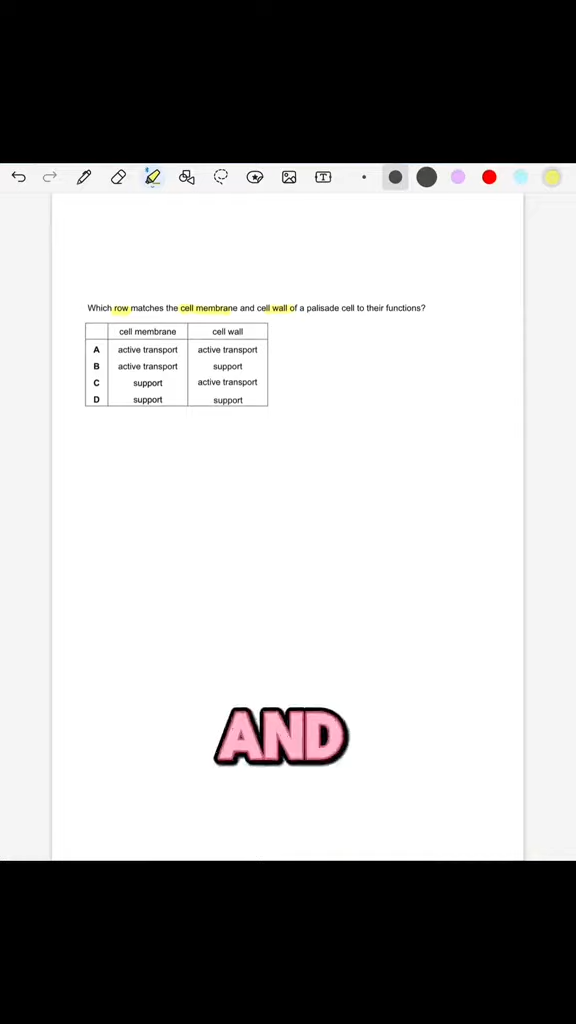 Which row matches the cell membrane and cell wall of a palisade cell to their functions?
cell membrane cell wall
A active transport active transport
B active transport support
C support active transport
D support support
AND